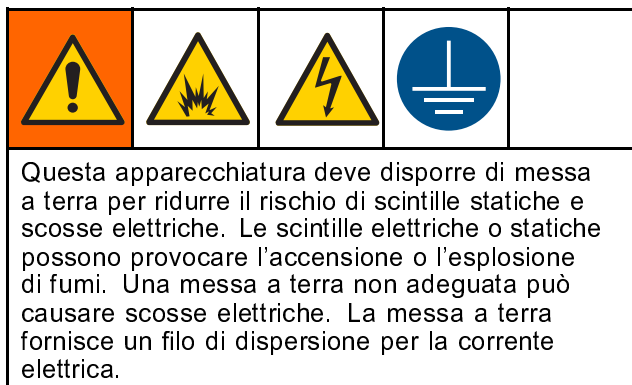 Questa apparecchiatura deve disporre di messa
a terra per ridurre il rischio di scintille statiche e
scosse elettriche. Le scintille elettriche o statiche
possono provocare l'accensione o l'esplosione
di fumi. Una messa a terra non adeguata può
causare scosse elettriche. La messa a terra
fornisce un filo di dispersione per la corrente
elettrica.